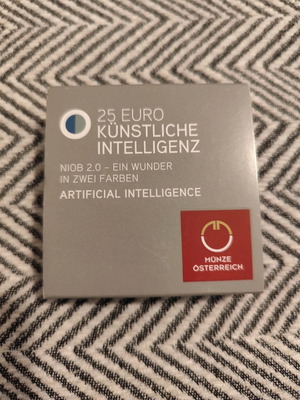 25 EURO
KÜNSTLICHE
INTELLIGENZ
NIOB 2.0 – EIN WUNDER
IN ZWEI FARBEN
ARTIFICIAL INTELLIGENCE
MÜNZE
ÖSTERREICH